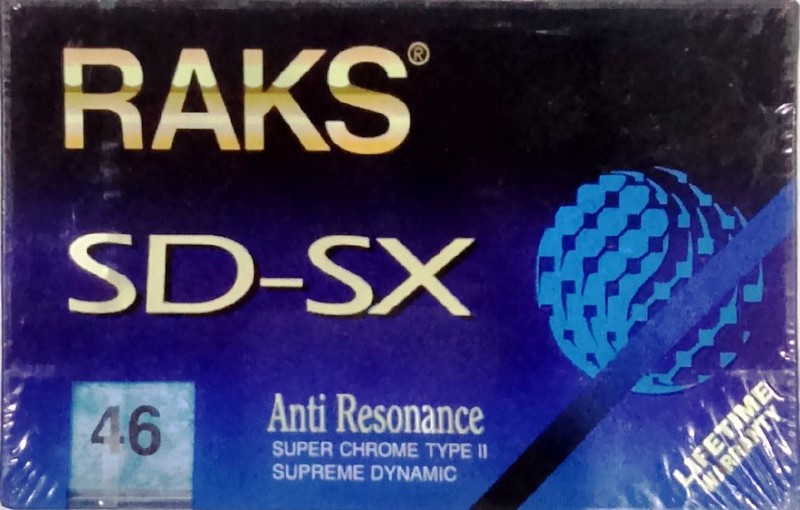 RAKS®
SD-SX
46
Anti Resonance
SUPER CHROME TYPE II
SUPREME DYNAMIC
LIFETIME
WARRANTY